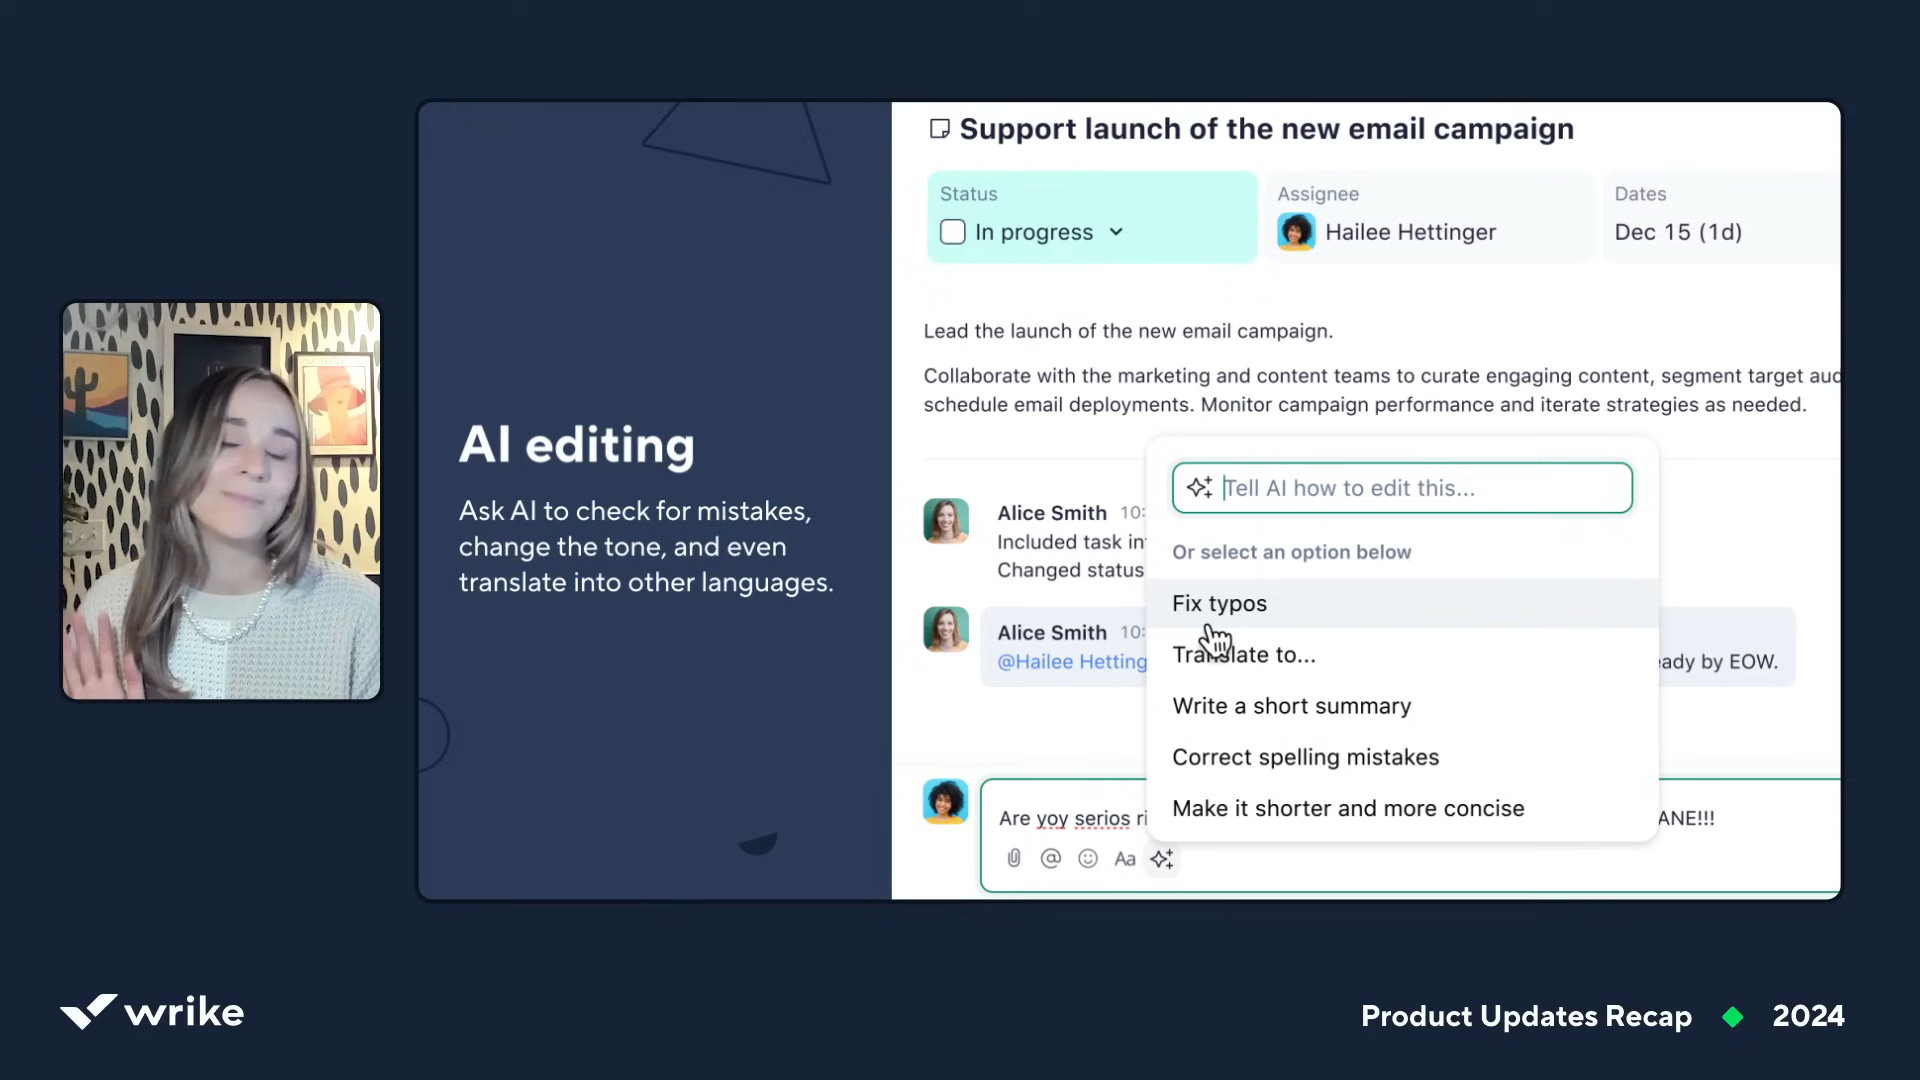 Support launch of the new email campaign
Status
In progress
Assignee
Hailee Hettinger
Dates
Dec 15 (1d)
Lead the launch of the new email campaign.
Collaborate with the marketing and content teams to curate engaging content, segment target
schedule email deployments. Monitor campaign performance and iterate strategies as needed.
AI editing
Ask AI to check for mistakes,
change the tone, and even
translate into other languages.
Tell AI how to edit this...
Or select an option below
Fix typos
Translate to...
Write a short summary
Correct spelling mistakes
Make it shorter and more concise
Alice Smith 10:
Included task
Changed status
Alice Smith 10:
@Hailee Hetting
eady by EOW.
Are yoy serios
ANE!!!
Aa
wrike
Product Updates Recap
2024